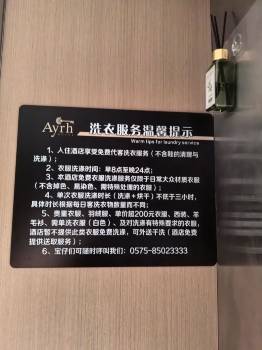 Ayrh 洗衣服务温馨提示
Warm tips for laundry service
1、入住酒店享受免费代客洗衣服务（不含鞋的清理与
洗涤）；
2、衣服洗涤时间：早8点至晚24点；
3、本酒店免费衣服洗涤服务仅限于日常大众材质衣服
（不含掉色、易染色、需特殊处理的衣服）；
4、单次衣服洗涤时长（洗涤+烘干）不低于三小时，
具体时长根据每日客洗衣物数量而不同；
5、贵重衣服、羽绒服、单价超200元衣服、西装、羊
毛衫、需单洗衣服（白色）、及对洗涤有特殊要求的衣服，
酒店暂不提供此类衣服免费洗涤，可外送干洗（酒店免费
提供送取服务）；
6、宝仔们可随时呼叫我们：0575-85023333